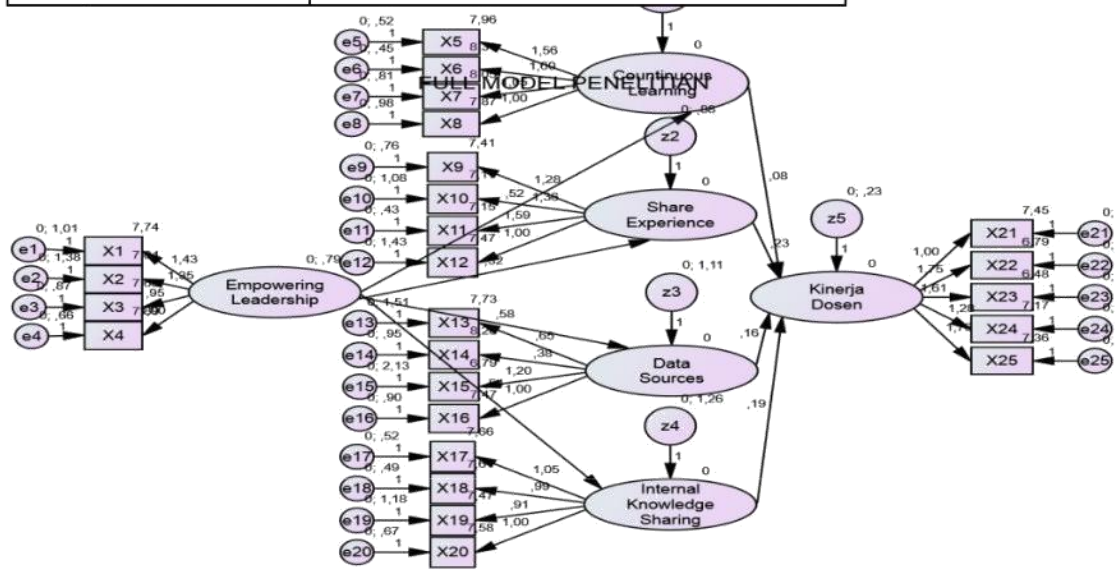 FULL MODEL PENELITIAN
0; ,52
7,96
e5
1
X5
1,56
0
1
e6
,45
1
X6
1,60
Countinuous
Learning
e7
,81
1
X7
e8
,98
1
X8
7,87
1,00
0; ,88
z2
1
0; ,76
7,41
e9
1
X9
1,28
0
0; 1,08
e10
1
X10
,52
Share
Experience
0; ,43
7,15
e11
1
X11
1,59
0; 1,43
7,47
e12
1
X12
1,00
,08
,23
0; ,23
z5
1
0
Kinerja
Dosen
0; 1,01
7,74
e1
1
X1
1,43
0; 1,38
e2
1
X2
0; ,87
e3
1
X3
,95
0; ,66
e4
1
X4
0; ,79
Empowering
Leadership
7,45
X21
1,00
1
e21
6,79
X22
1,75
1
e22
6,48
X23
1,61
1
e23
7,17
X24
1
e24
7,36
X25
1
e25
0; 1,11
z3
1
0
7,73
1,51
e13
1
X13
,58
,65
,95
e14
1
X14
,38
Data
Sources
0; 2,13
6,79
e15
1
X15
1,20
0; ,90
7,47
e16
1
X16
1,00
,16
0; 1,26
z4
1
0
,19
0; ,52
7,66
e17
1
X17
1,05
0; ,49
e18
1
X18
,99
Internal
Knowledge
Sharing
0; 1,18
7,47
e19
1
X19
,91
0; ,67
7,58
e20
1
X20
1,00